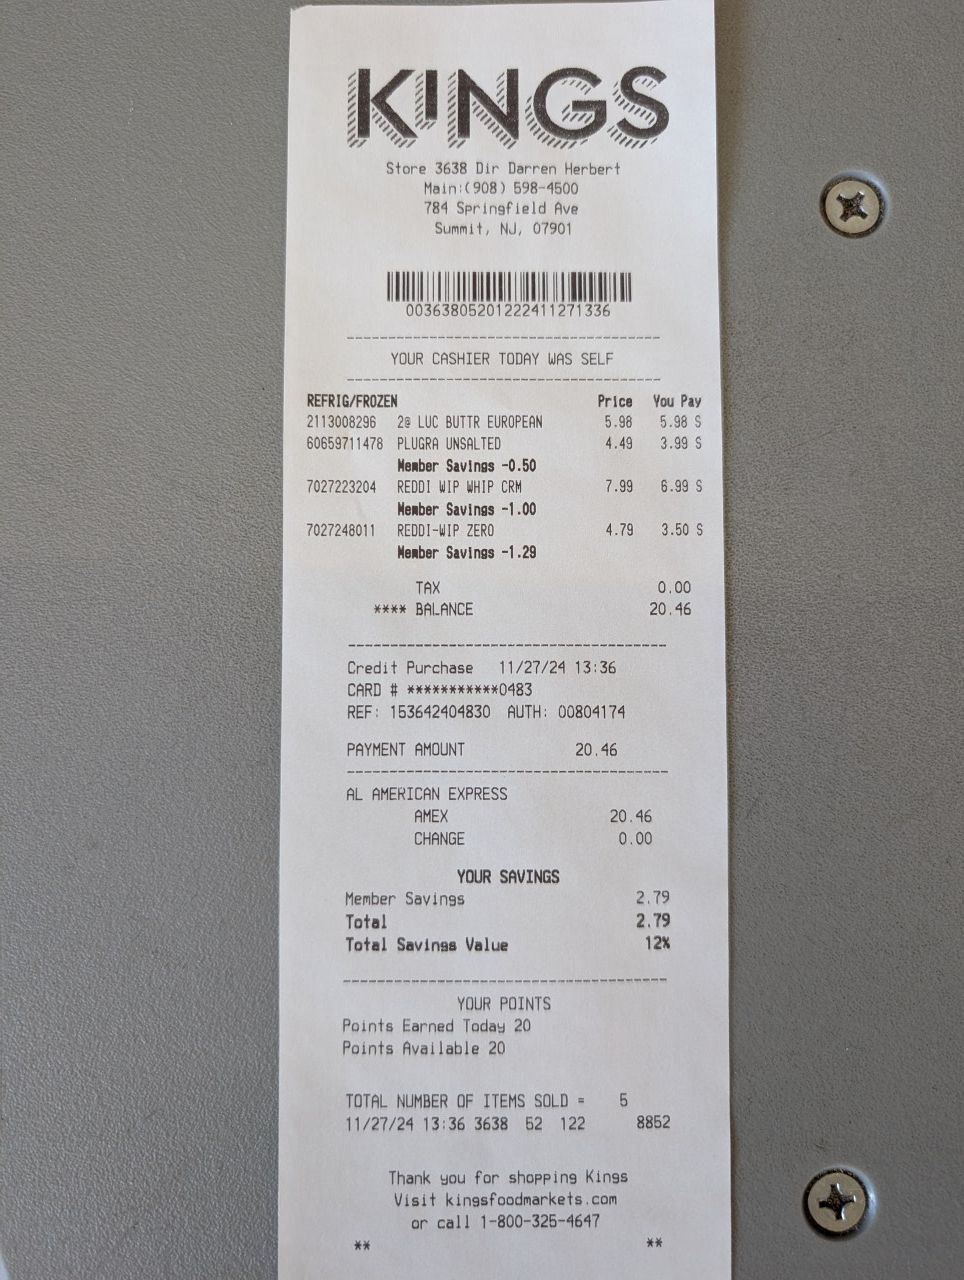 KINGS
Store 3638 Dir Darren Herbert
Main:(908) 598-4500
784 Springfield Ave
Summit, NJ, 07901
00363805201222411271336
YOUR CASHIER TODAY WAS SELF
REFRIG/FROZEN Price You Pay
2113008296 2@ LUC BUTTR EUROPEAN 5.98 5.98 S
60659711478 PLUGRA UNSALTED 4.49 3.99 S
Member Savings -0.50
7027223204 REDDI WIP WHIP CRM 7.99 6.99 S
Member Savings -1.00
7027248011 REDDI-WIP ZERO 4.79 3.50 S
Member Savings -1.29
TAX 0.00
**** BALANCE 20.46
Credit Purchase 11/27/24 13:36
CARD # ***********0483
REF: 153642404830 AUTH: 00804174
PAYMENT AMOUNT 20.46
AL AMERICAN EXPRESS
AMEX 20.46
CHANGE 0.00
YOUR SAVINGS
Member Savings 2.79
Total 2.79
Total Savings Value 12%
YOUR POINTS
Points Earned Today 20
Points Available 20
TOTAL NUMBER OF ITEMS SOLD = 5
11/27/24 13:36 3638 52 122 8852
Thank you for shopping Kings
Visit kingsfoodmarkets.com
or call 1-800-325-4647
** **